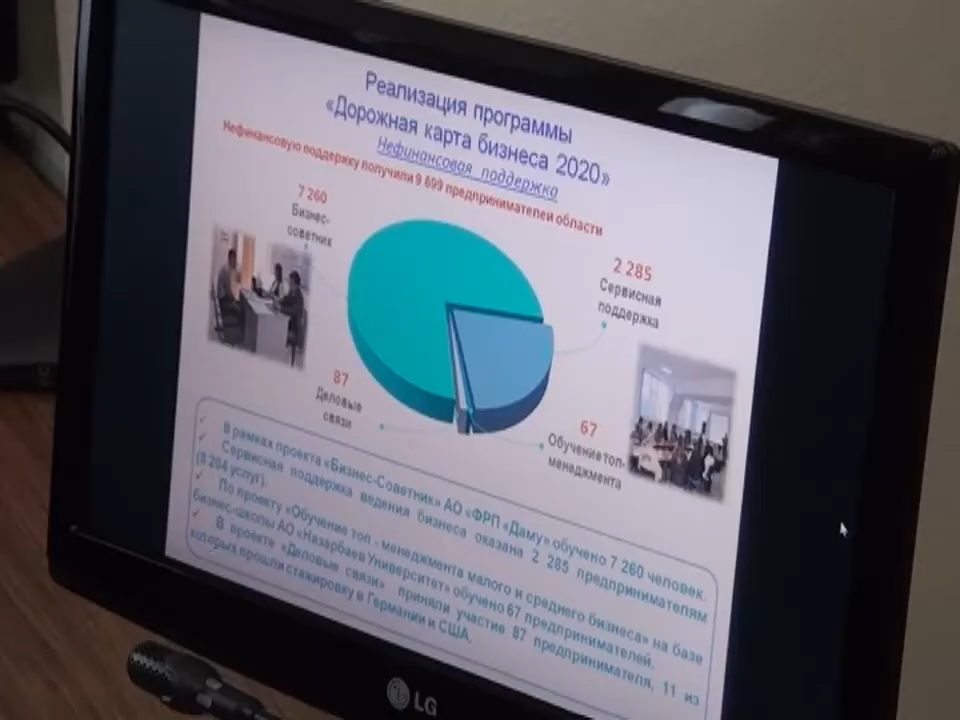 Реализация программы
«Дорожная карта бизнеса 2020»
Нефинансовая поддержка
Нефинансовую поддержку получили 9 699 предпринимателей области
7 260
Бизнес-
советник
2 285
Сервисная
поддержка
87
Деловые
связи
67
Обучение топ-
менеджмента
✓ В рамках проекта «Бизнес-Советник» АО «ФРП «Даму» обучено 7 260 человек.
✓ Сервисная поддержка ведения бизнеса оказана 2 285 предпринимателям
(8 204 услуг).
✓ По проекту «Обучение топ - менеджмента малого и среднего бизнеса» на базе
бизнес-школы АО «Назарбаев Университет» обучено 67 предпринимателей.
✓ В проекте «Деловые связи» приняли участие 87 предпринимателя, 11 из
которых прошли стажировку в Германии и США.
LG